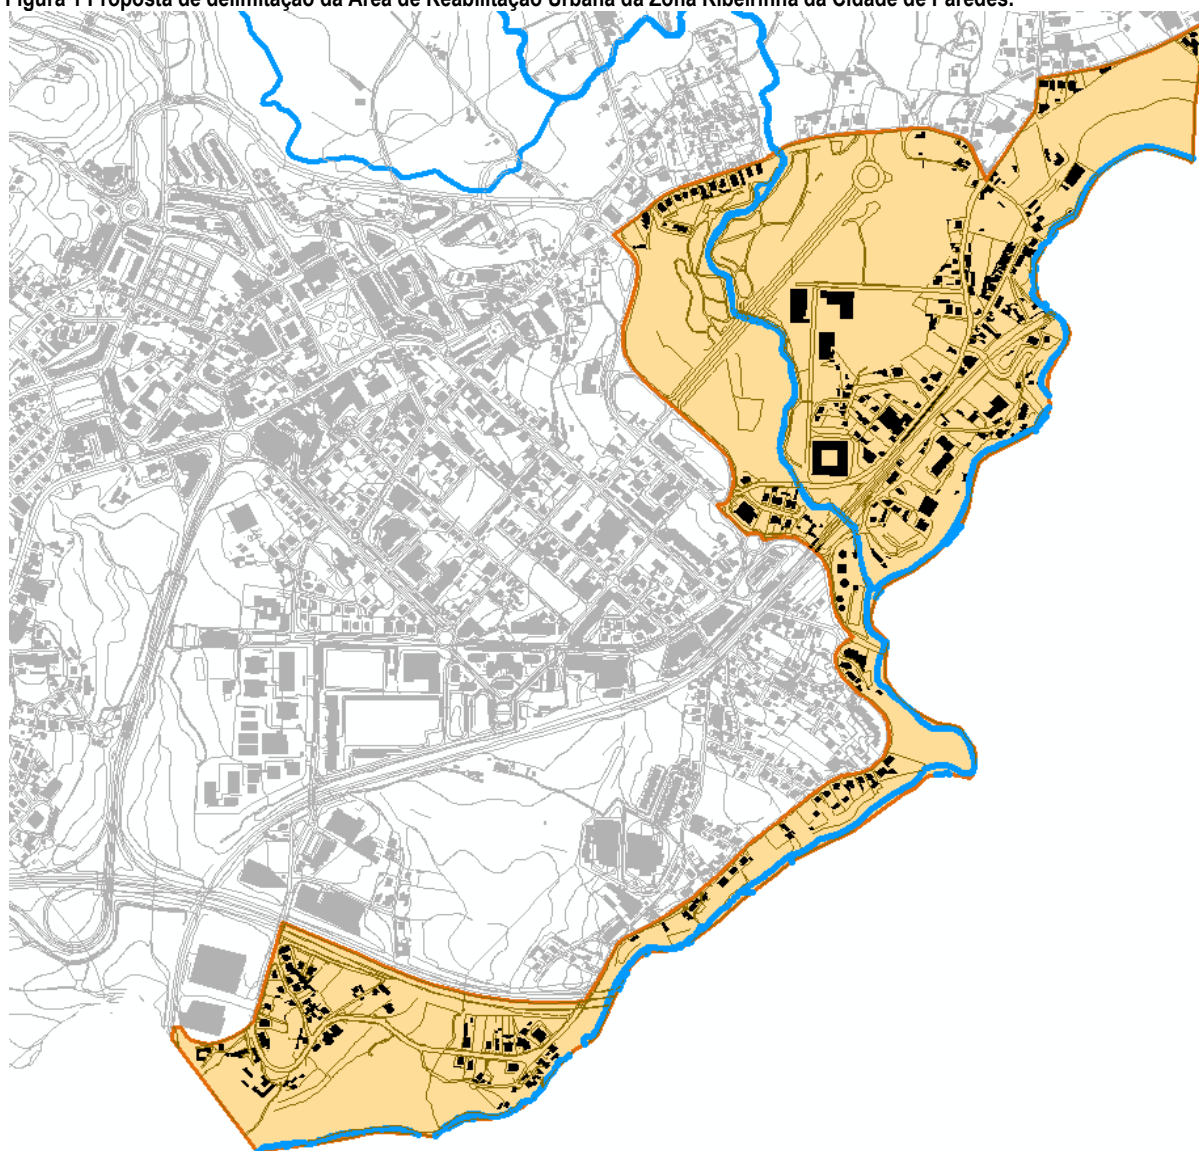 Figura 1 Proposta de delimitação da Área de Reabilitação Urbana da Zona Ribeirinha da Cidade de Paredes.